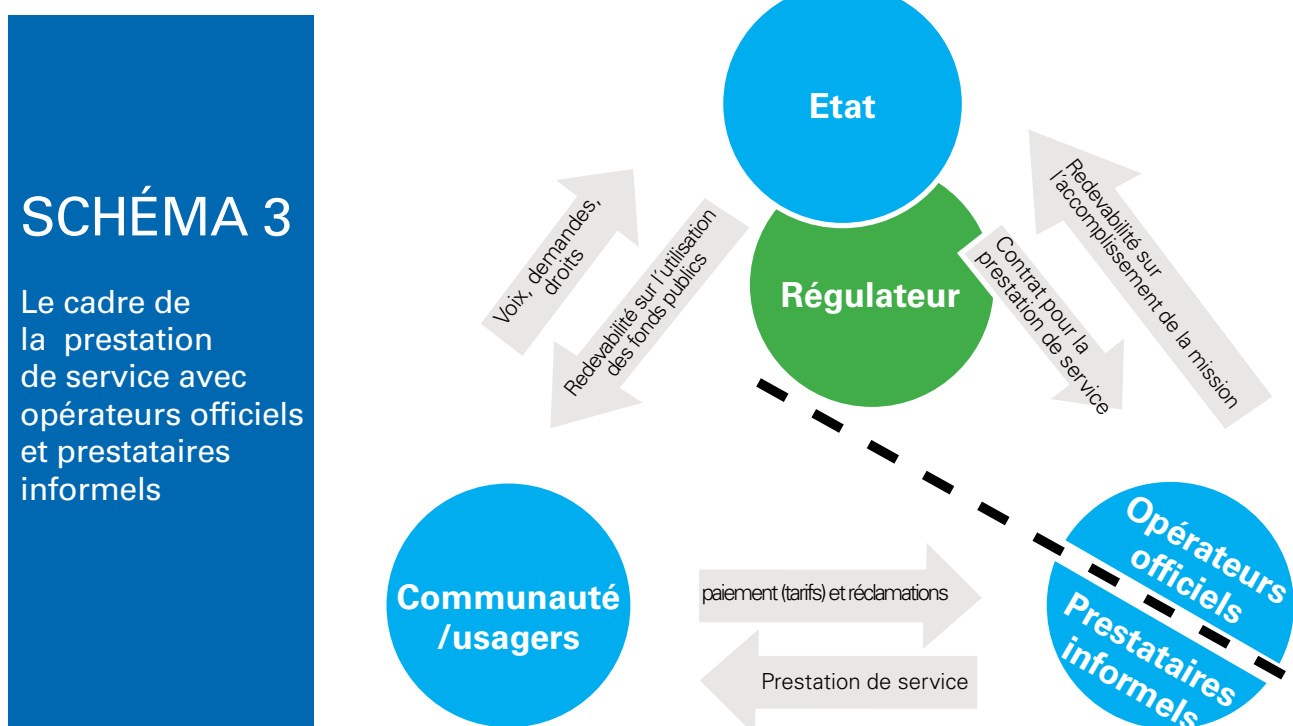 SCHÉMA 3
Le cadre de
la prestation
de service avec
opérateurs officiels
et prestataires
informels
Etat
Régulateur
Voix, demandes,
droits
Redevabilité sur l'utilisation
des fonds publics
Contrat pour la
prestation de service
Redevabilité sur
l'accomplissement de la mission
Communauté
/usagers
paiement (tarifs) et réclamations
Prestation de service
Opérateurs
officiels
Prestataires
informels